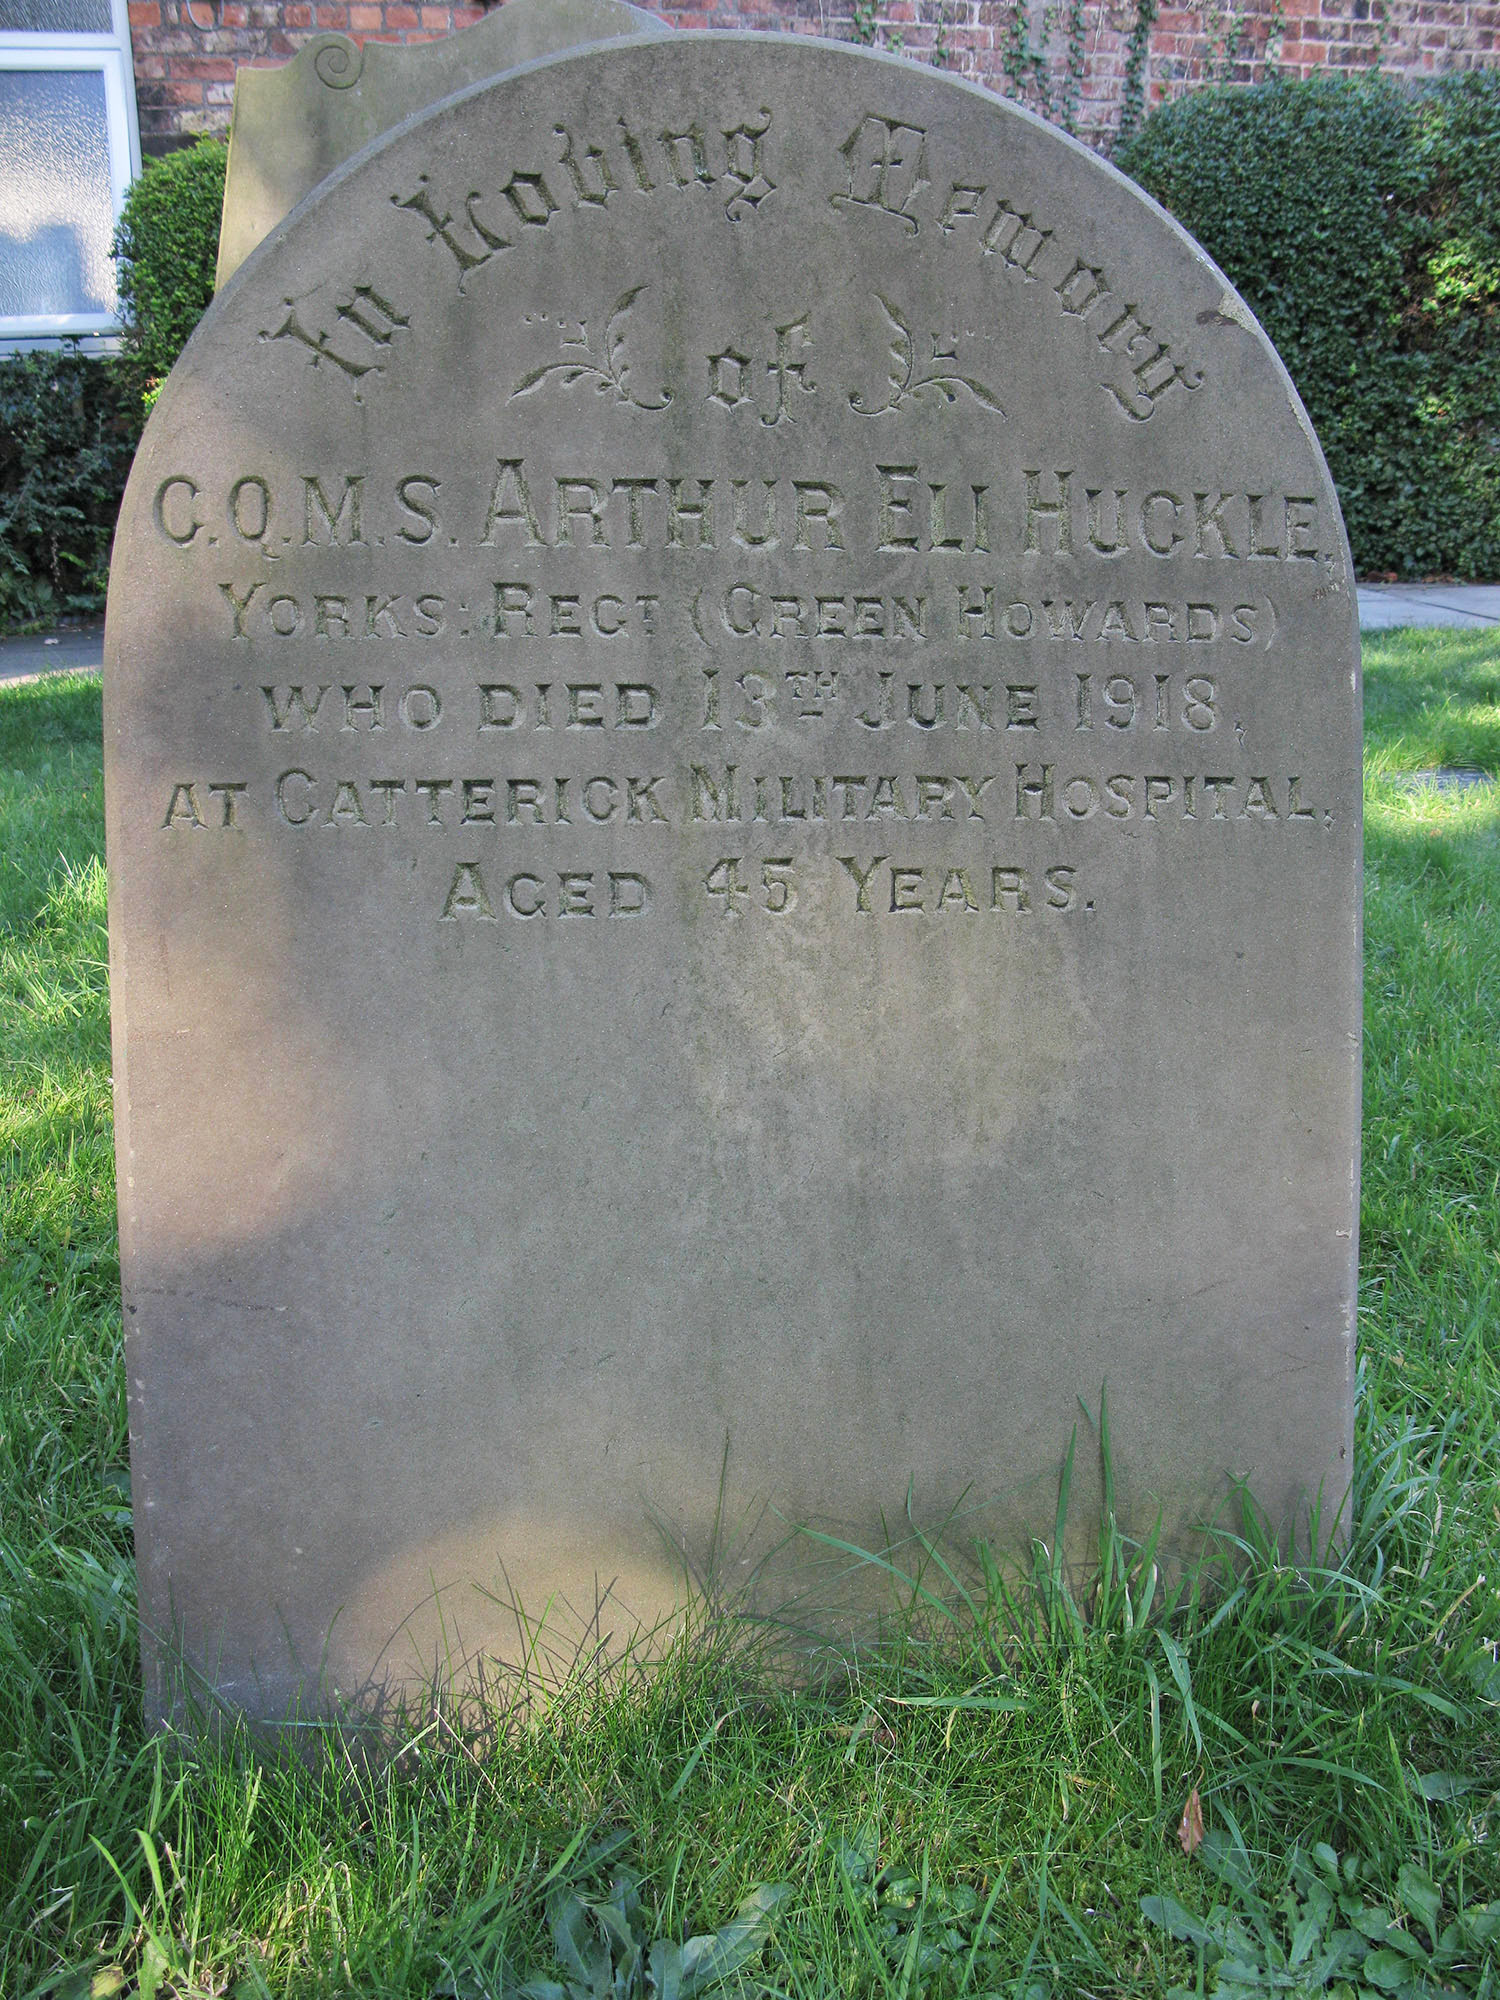 In Loving Memory
of
C.Q.M.S. ARTHUR ELI HUCKLE,
YORKS: REGT (GREEN HOWARDS)
WHO DIED 13TH JUNE 1918,
AT CATTERICK MILITARY HOSPITAL,
AGED 45 YEARS.